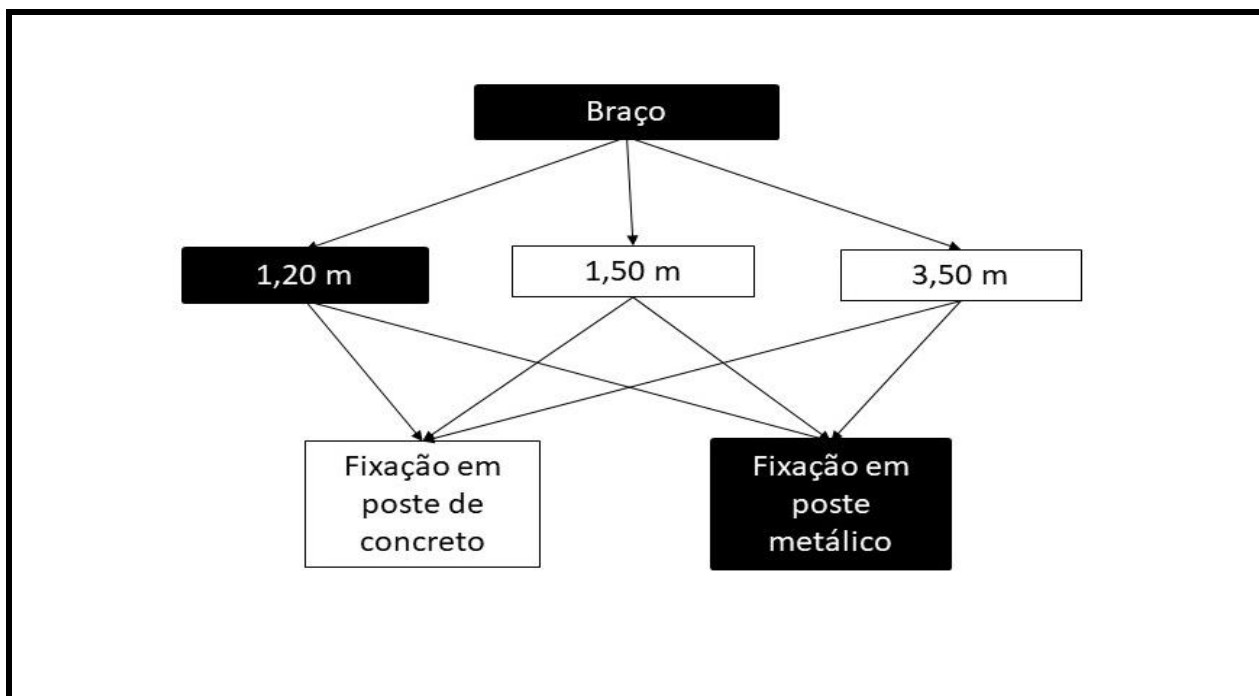 Braço
1,20 m
1,50 m
3,50 m
Fixação em
poste de
concreto
Fixação em
poste
metálico